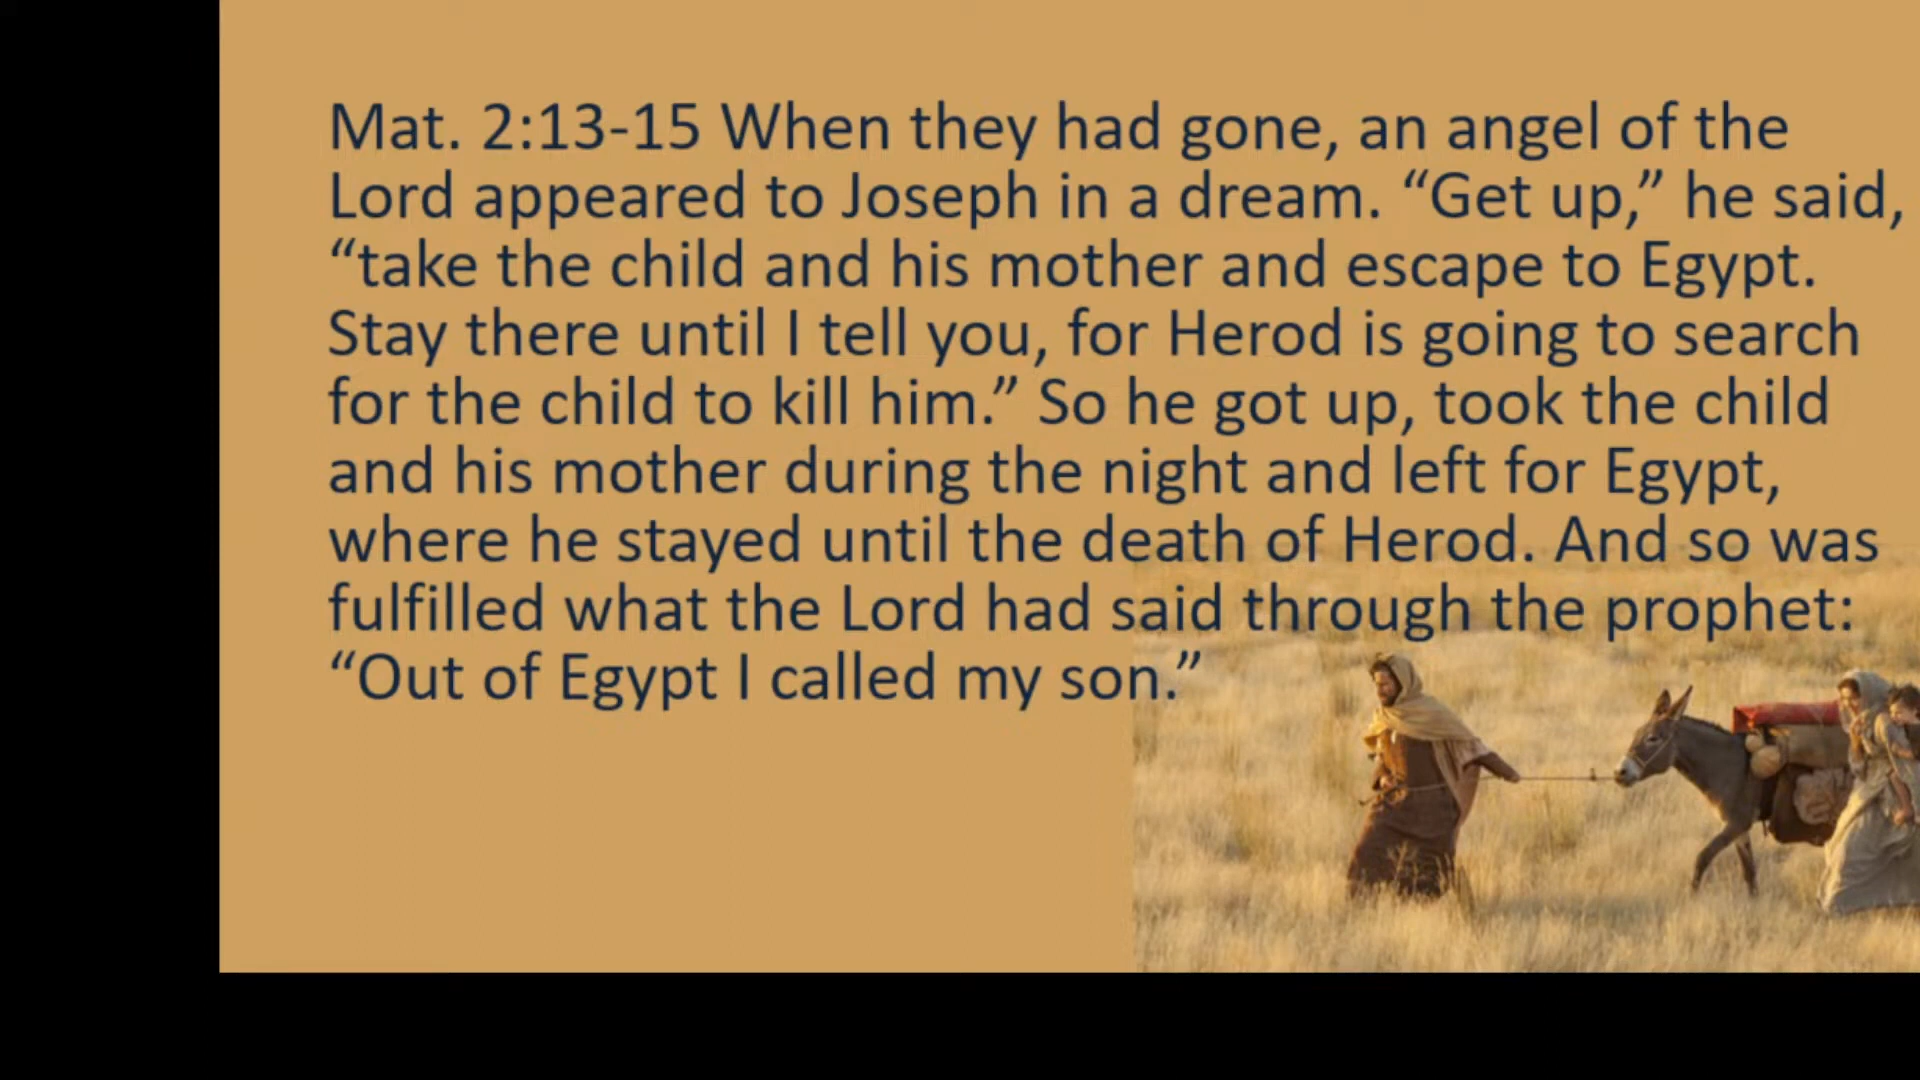 Mat. 2:13-15 When they had gone, an angel of the
Lord appeared to Joseph in a dream. “Get up,” he said,
“take the child and his mother and escape to Egypt.
Stay there until I tell you, for Herod is going to search
for the child to kill him.” So he got up, took the child
and his mother during the night and left for Egypt,
where he stayed until the death of Herod. And so was
fulfilled what the Lord had said through the prophet:
“Out of Egypt I called my son.”